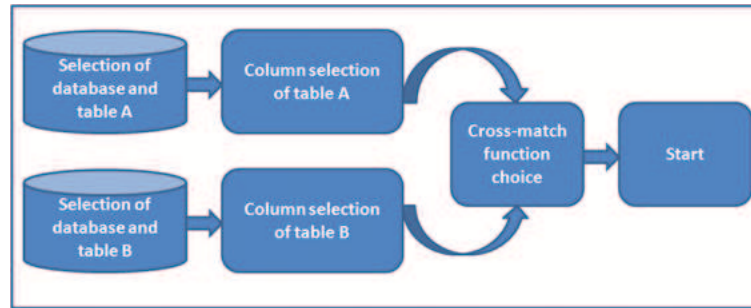 Selection of
database and
table A
Column selection
of table A
Cross-match
function
choice
Start
Selection of
database and
table B
Column selection
of table B